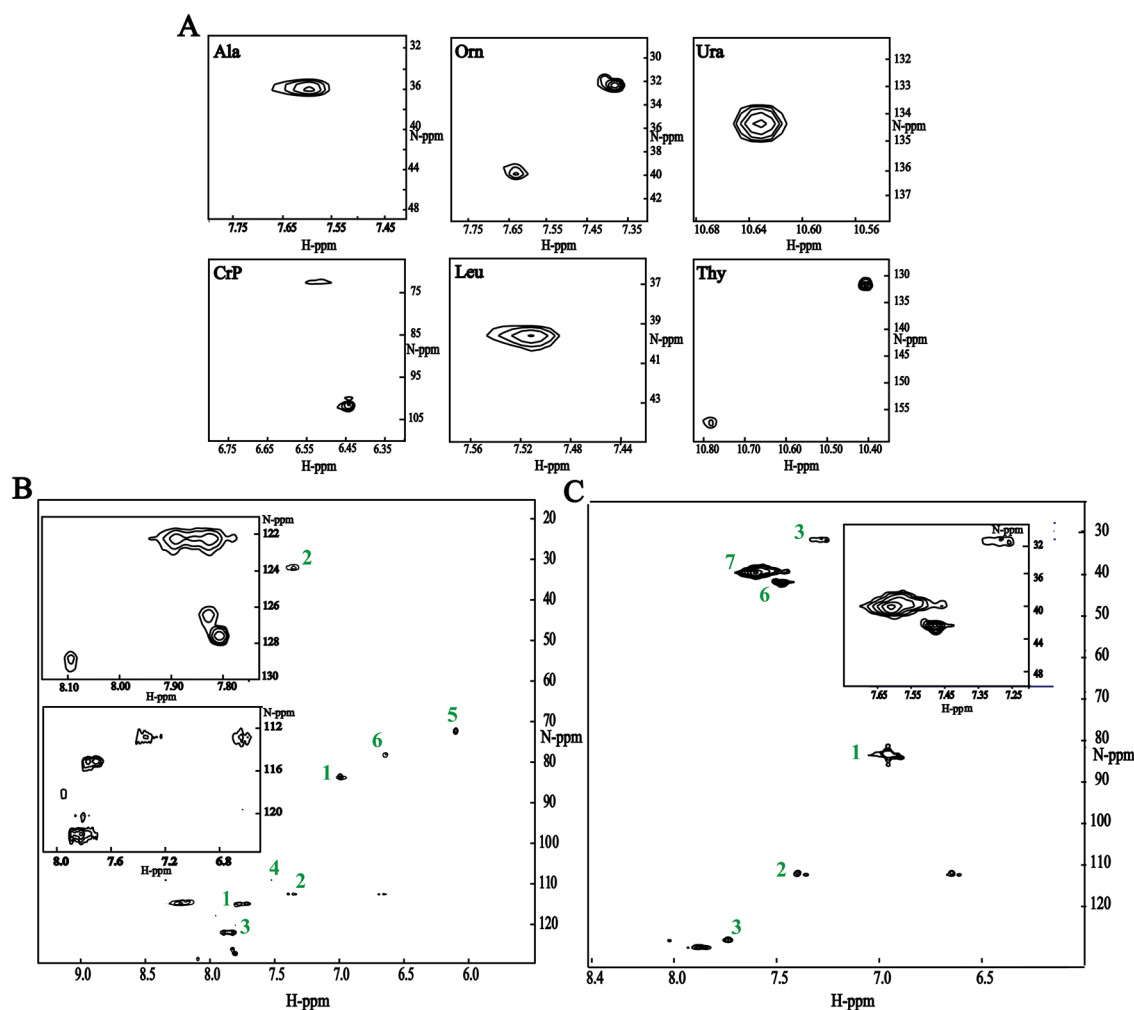 A
Ala
32
36
40
N-ppm
44
48
7.75 7.65 7.55 7.45
H-ppm
Orn
30
32
34
36
N-ppm
38
40
42
7.75 7.65 7.55 7.45 7.35
H-ppm
Ura
132
133
134
N-ppm
135
136
137
10.68 10.64 10.60 10.56
H-ppm
CrP
75
85
N-ppm
95
105
6.75 6.65 6.55 6.45 6.35
H-ppm
Leu
37
39
N-ppm
41
43
7.56 7.52 7.48 7.44
H-ppm
Thy
130
135
140
N-ppm
145
150
155
10.80 10.70 10.60 10.50 10.40
H-ppm
B
N-ppm
122
124
126
128
130
8.10 8.00 7.90 7.80
H-ppm
N-ppm
112
116
120
8.0 7.6 7.2 6.8
H-ppm
2
5
6
1
4
2
1
3
20
30
40
50
60
70
N-ppm
80
90
102
110
120
9.0 8.0 7.0 6.5 6.0
H-ppm
C
3
7
6
1
2
3
N-ppm
32
36
40
44
48
7.65 7.55 7.45 7.35 7.25
H-ppm
30
40
50
60
70
N-ppm
80
90
100
110
120
8.4 8.0 7.5 7.0 6.5
H-ppm